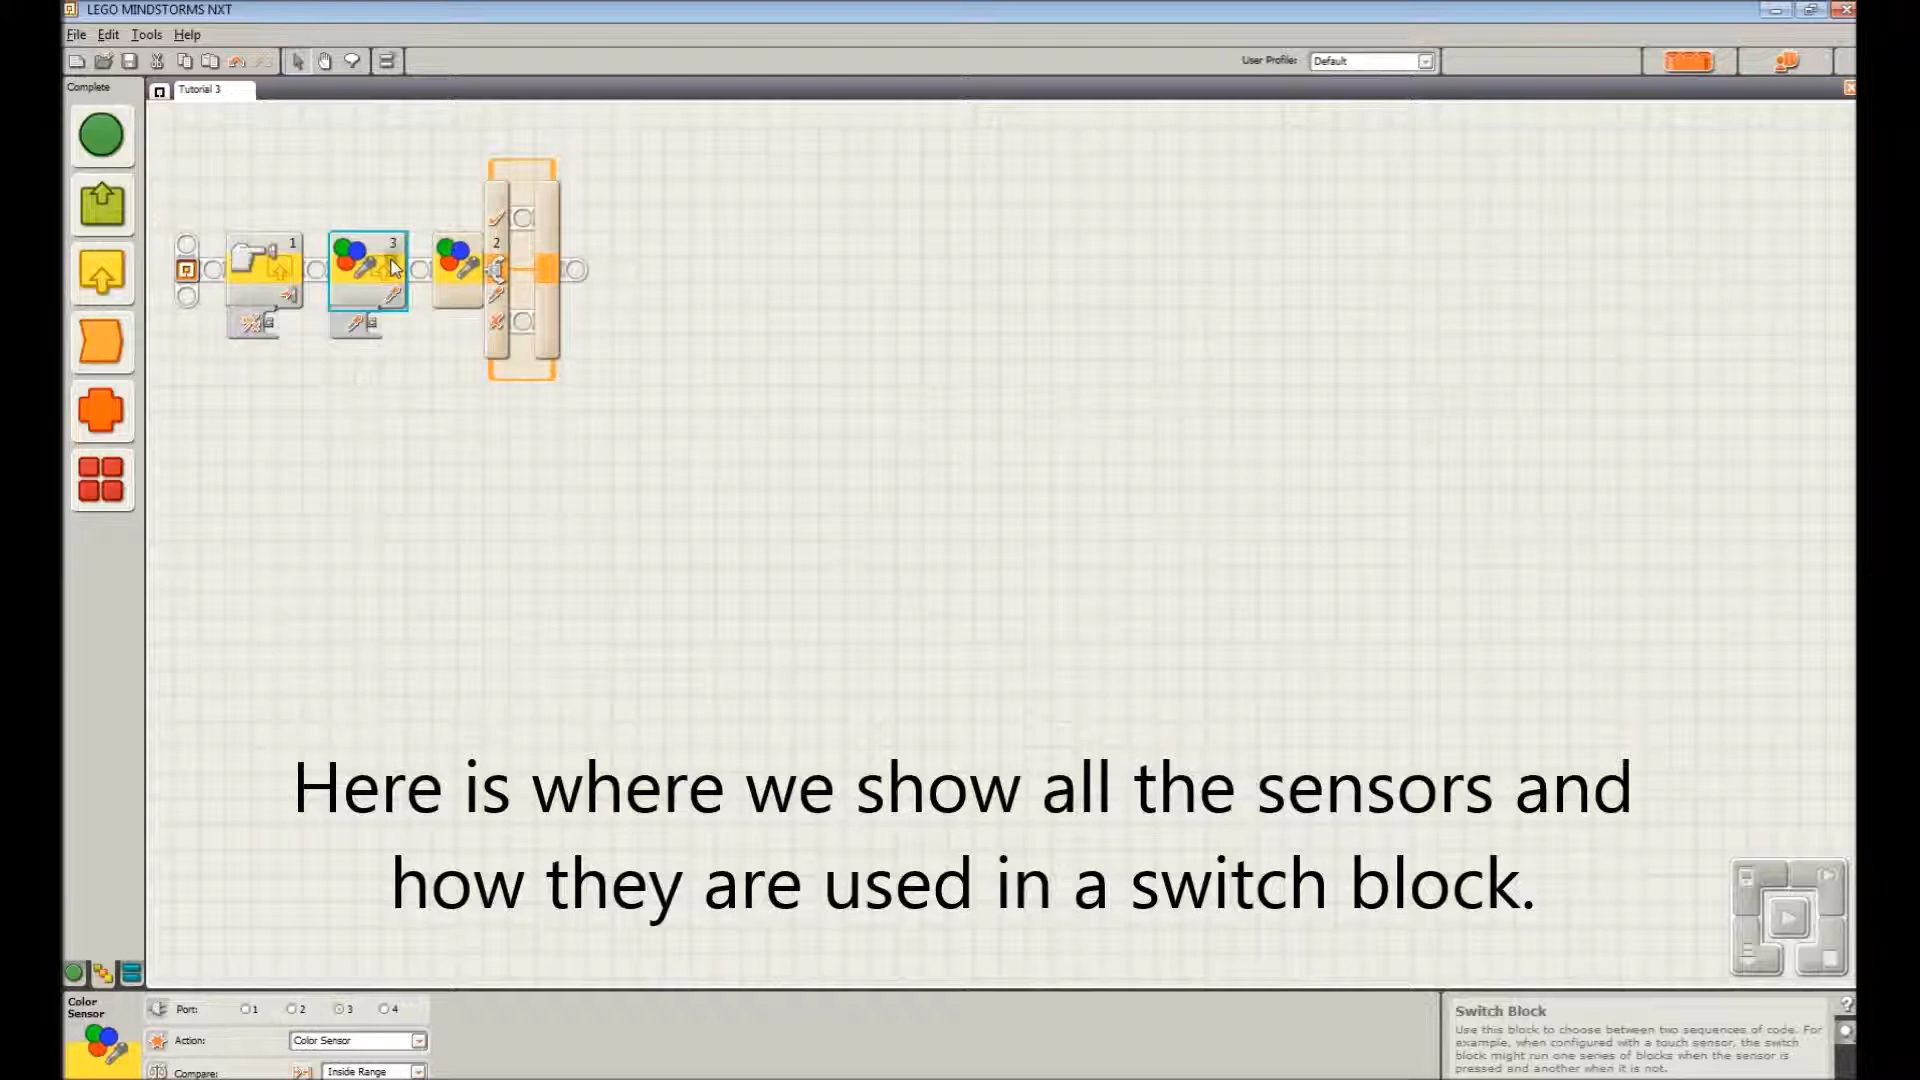 LEGO MINDSTORMS NXT
File Edit Tools Help
User Profile: Default
Complete
Tutorial 3
1 3 2
Here is where we show all the sensors and
how they are used in a switch block.
Color
Sensor
Port: 1 2 3 4
Action: Color Sensor
Compare: Inside Range
Switch Block
Use this block to choose between two sequences of code. For
example, when configured with a touch sensor, the switch
block might run one series of blocks when the sensor is
pressed and another when it is not.